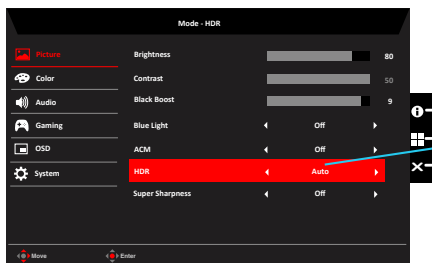 Mode - HDR
Picture
Color
Audio
Gaming
OSD
System
Brightness 80
Contrast 50
Black Boost 9
Blue Light Off
ACM Off
HDR Auto
Super Sharpness Off
Move Enter